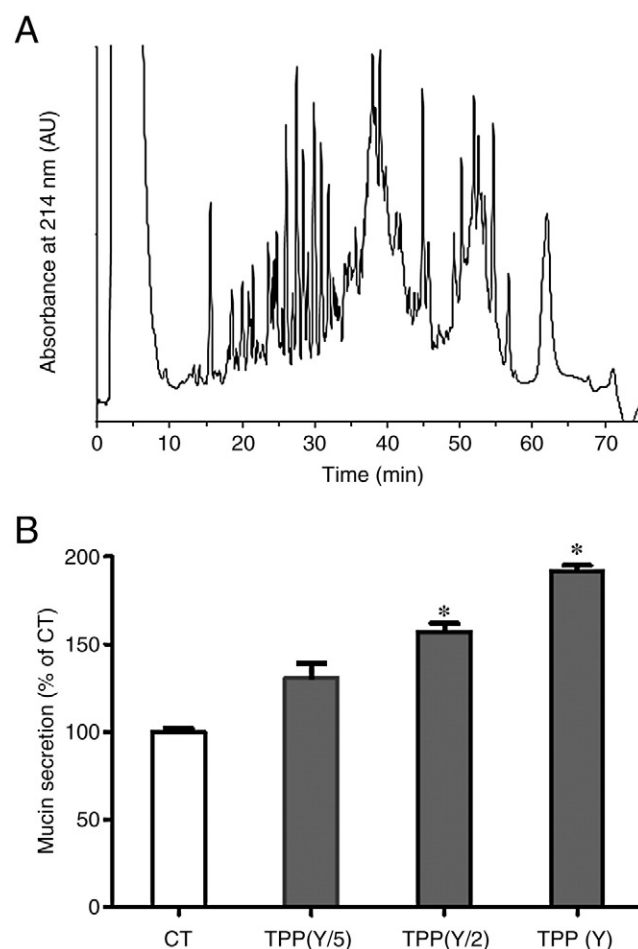 A
Absorbance at 214 nm (AU)
0 10 20 30 40 50 60 70
Time (min)
B
Mucin secretion (% of CT)
200
*
*
150
100
50
0
CT TPP(Y/5) TPP(Y/2) TPP (Y)